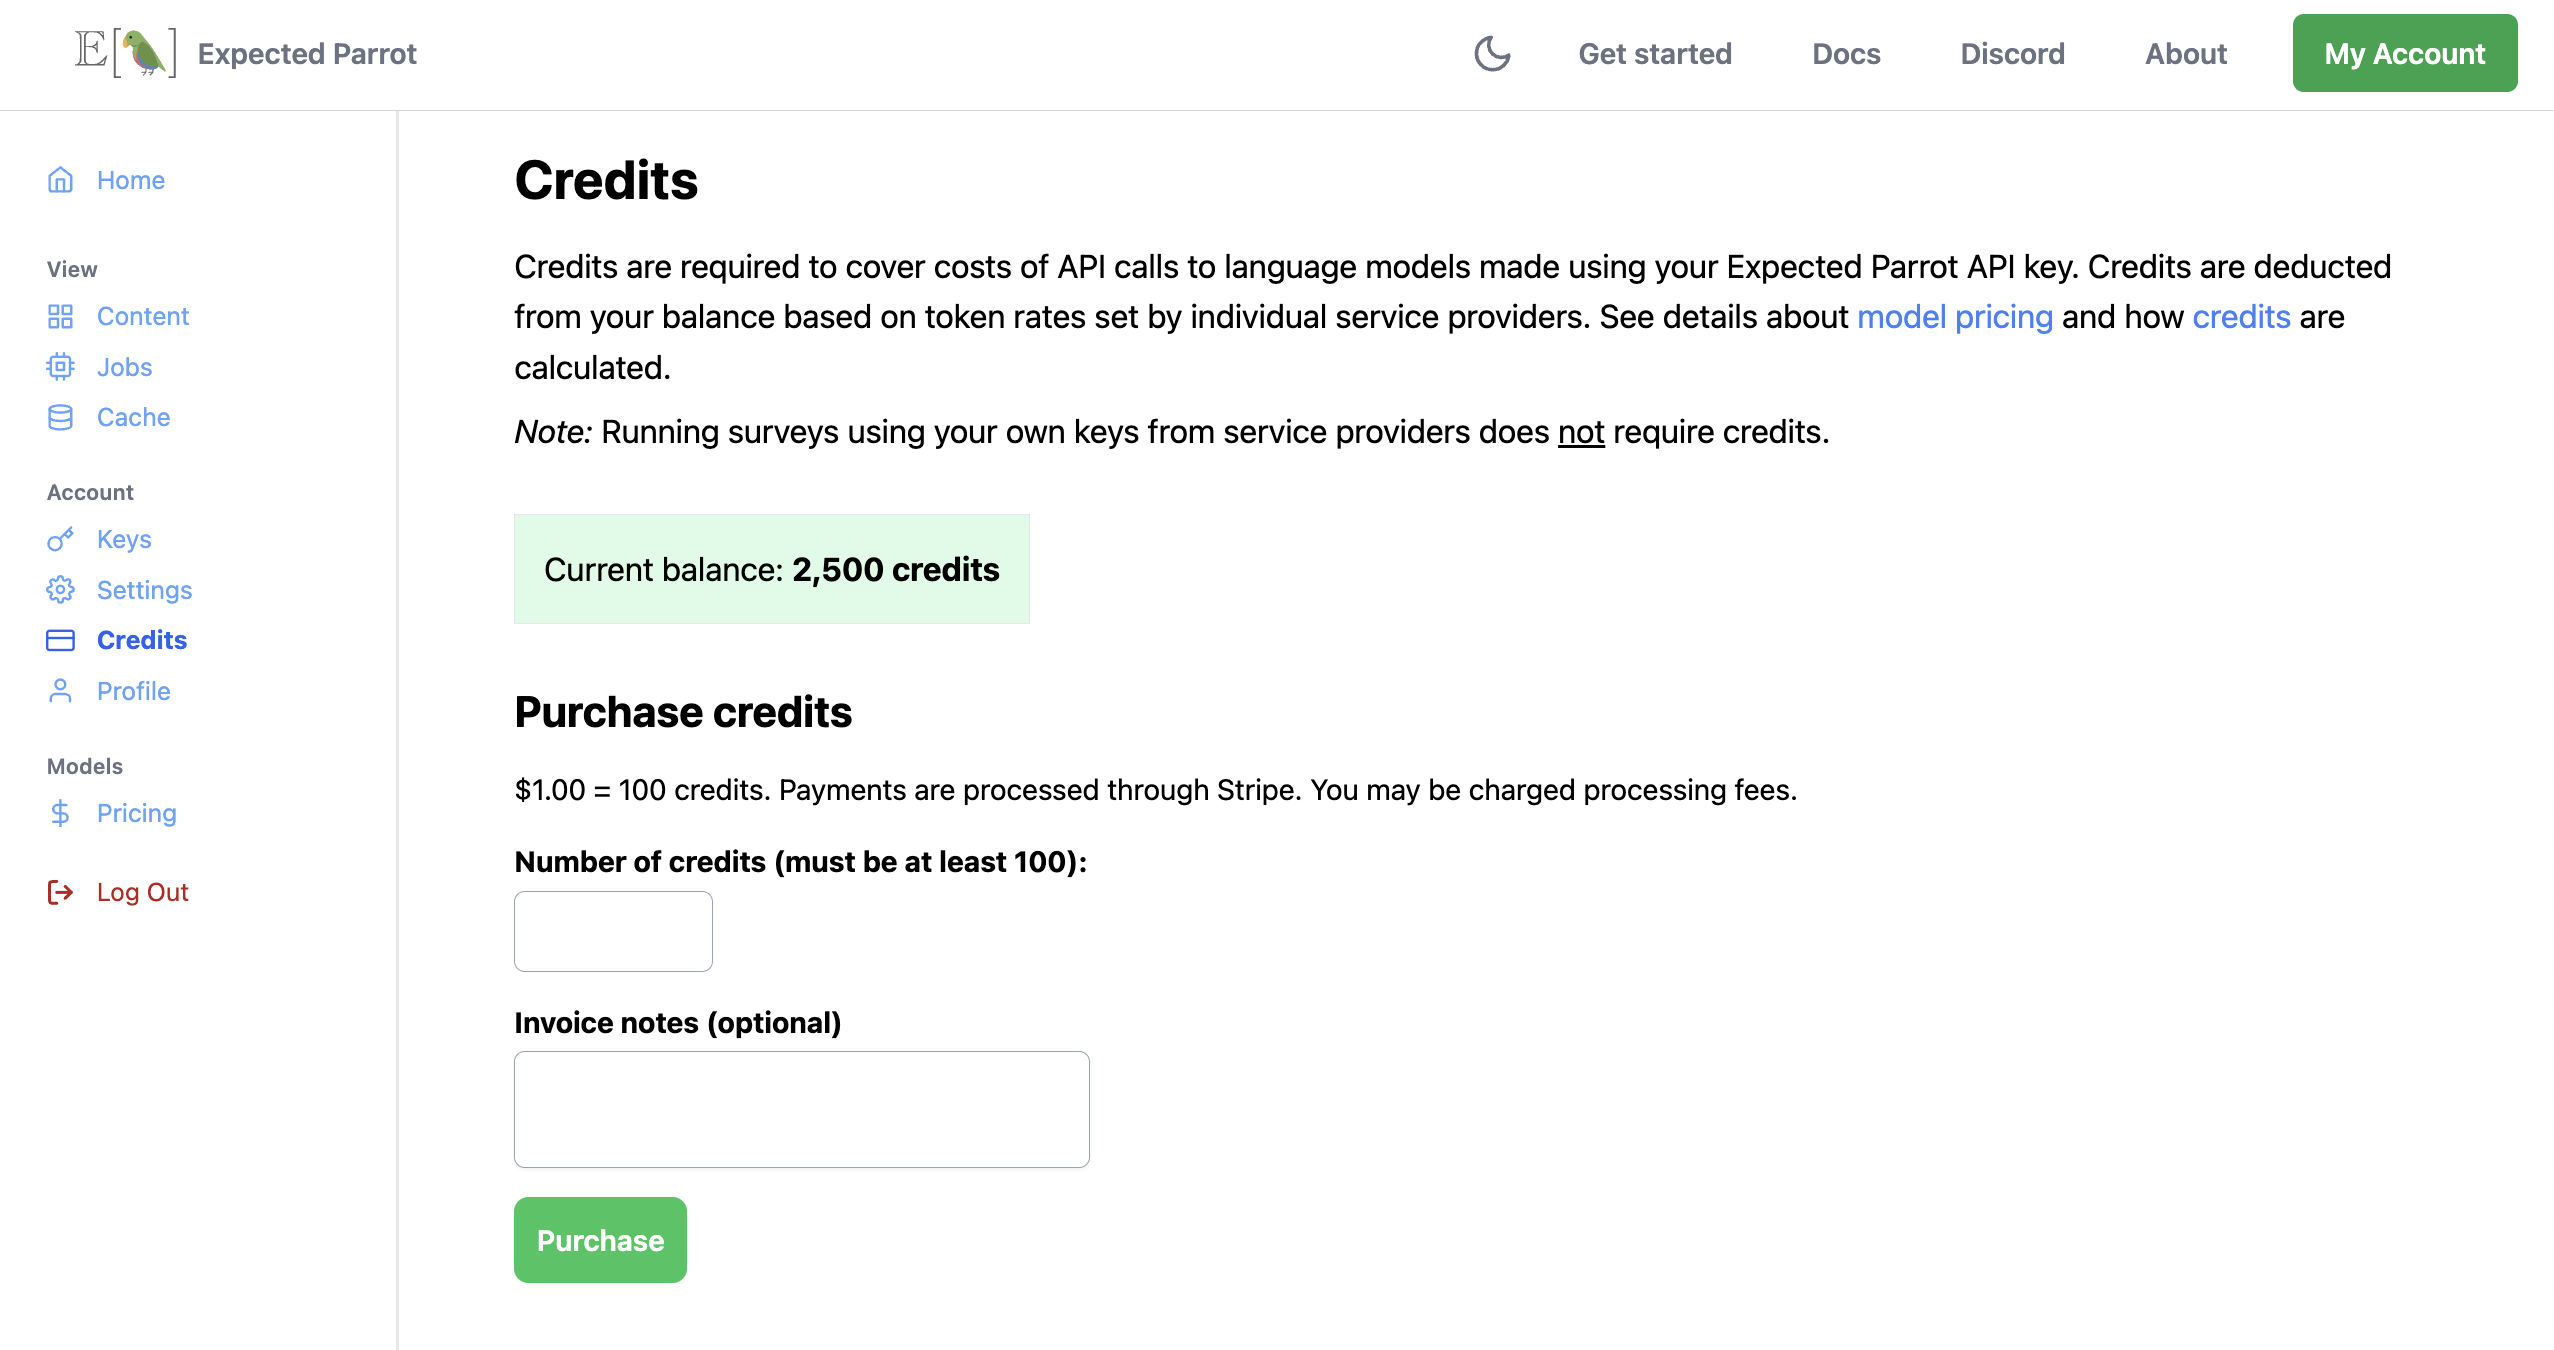 E[ ] Expected Parrot
Get started
Docs
Discord
About
My Account
Home
View
Content
Jobs
Cache
Account
Keys
Settings
Credits
Profile
Models
Pricing
Log Out
Credits
Credits are required to cover costs of API calls to language models made using your Expected Parrot API key. Credits are deducted
from your balance based on token rates set by individual service providers. See details about model pricing and how credits are
calculated.
Note: Running surveys using your own keys from service providers does not require credits.
Current balance: 2,500 credits
Purchase credits
$1.00 = 100 credits. Payments are processed through Stripe. You may be charged processing fees.
Number of credits (must be at least 100):
Invoice notes (optional)
Purchase